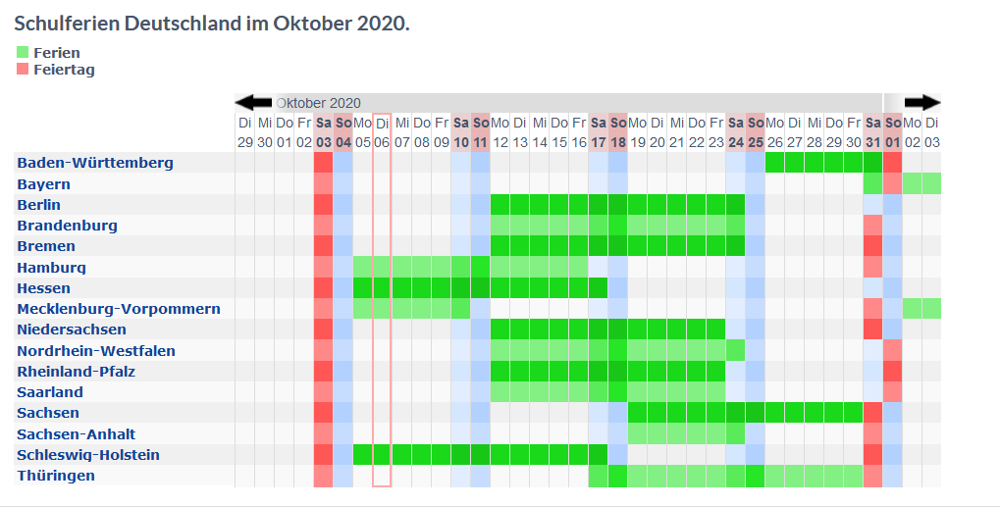 Schulferien Deutschland im Oktober 2020.
Ferien
Feiertag
Oktober 2020
Di Mi Do Fr Sa So Mo Di Mi Do Fr Sa So Mo Di Mi Do Fr Sa So Mo Di Mi Do Fr Sa So Mo Di Mi Do Fr Sa So Mo Di
29 30 01 02 03 04 05 06 07 08 09 10 11 12 13 14 15 16 17 18 19 20 21 22 23 24 25 26 27 28 29 30 31 01 02 03
Baden-Württemberg
Bayern
Berlin
Brandenburg
Bremen
Hamburg
Hessen
Mecklenburg-Vorpommern
Niedersachsen
Nordrhein-Westfalen
Rheinland-Pfalz
Saarland
Sachsen
Sachsen-Anhalt
Schleswig-Holstein
Thüringen